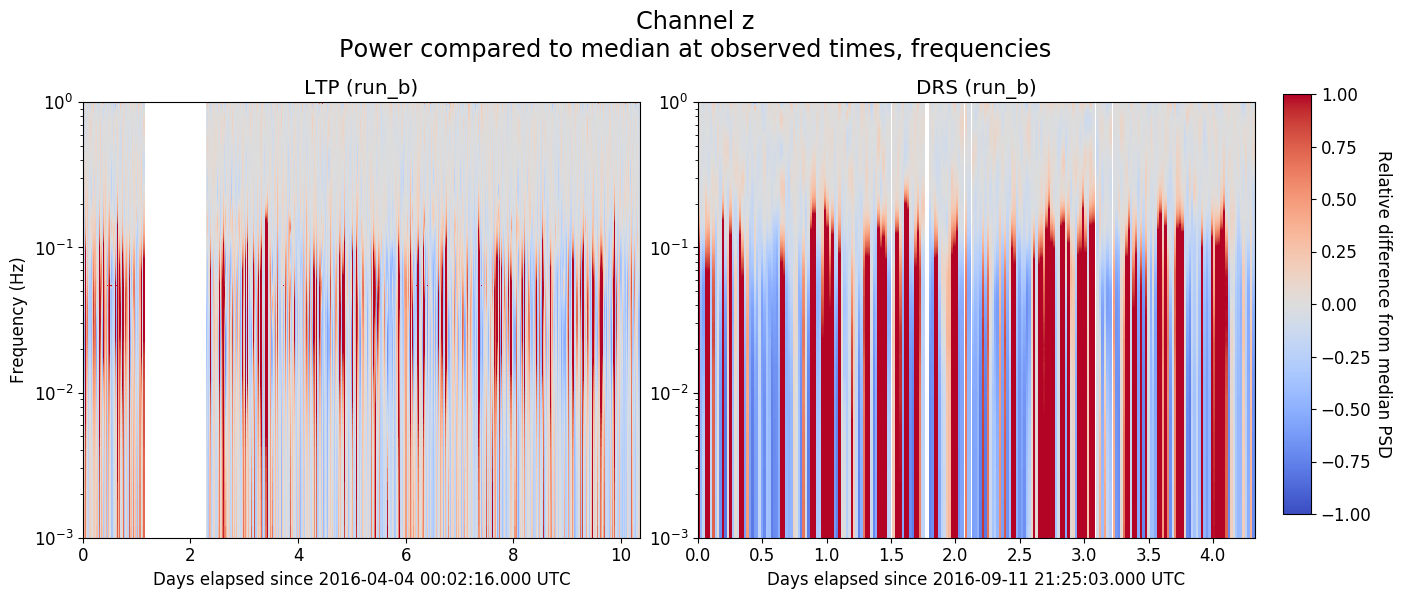 Channel z
Power compared to median at observed times, frequencies
LTP (run_b)
10⁰
10⁻¹
10⁻²
10⁻³
Frequency (Hz)
0 2 4 6 8 10
Days elapsed since 2016-04-04 00:02:16.000 UTC
DRS (run_b)
10⁰
10⁻¹
10⁻²
10⁻³
0.0 0.5 1.0 1.5 2.0 2.5 3.0 3.5 4.0
Days elapsed since 2016-09-11 21:25:03.000 UTC
1.00
0.75
0.50
0.25
0.00
−0.25
−0.50
−0.75
−1.00
Relative difference from median PSD